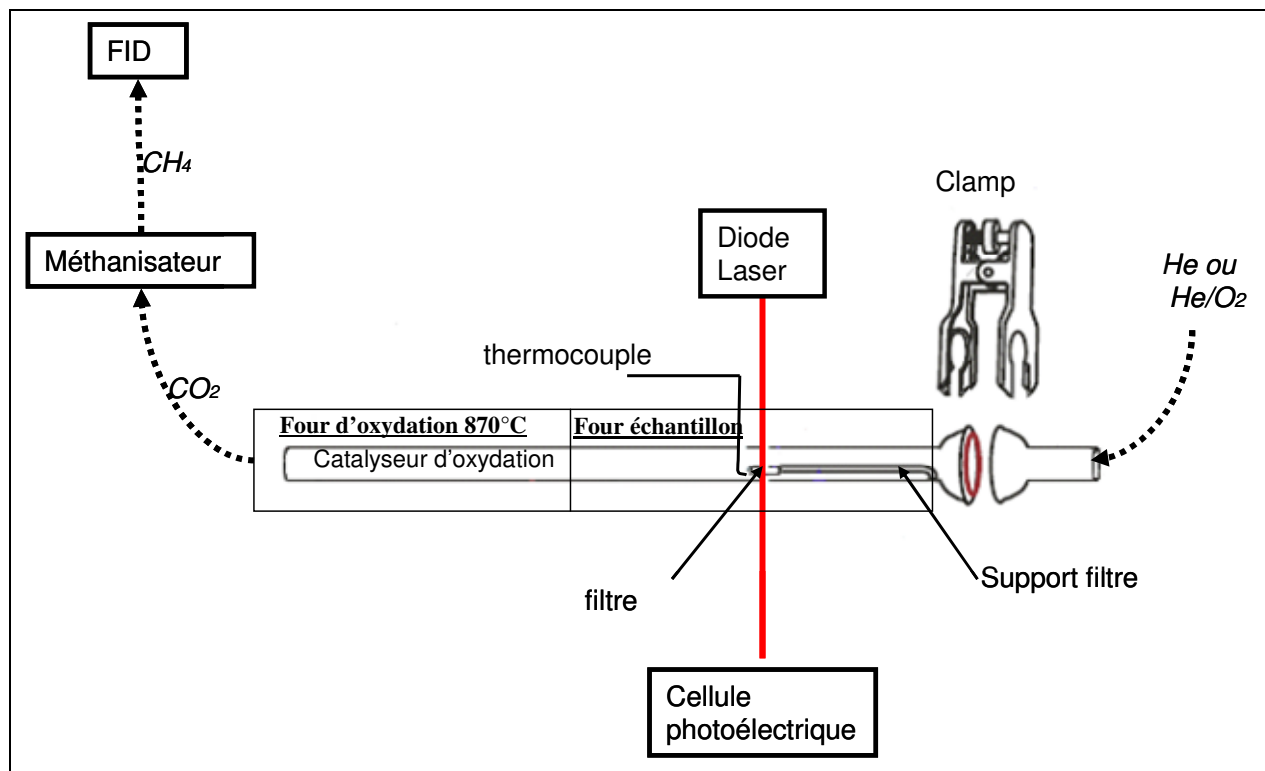 FID
CH4
Clamp
Méthanisateur
Diode
Laser
He ou
He/O2
thermocouple
CO2
Four d'oxydation 870°C
Four échantillon
Catalyseur d'oxydation
Support filtre
filtre
Cellule
photoélectrique